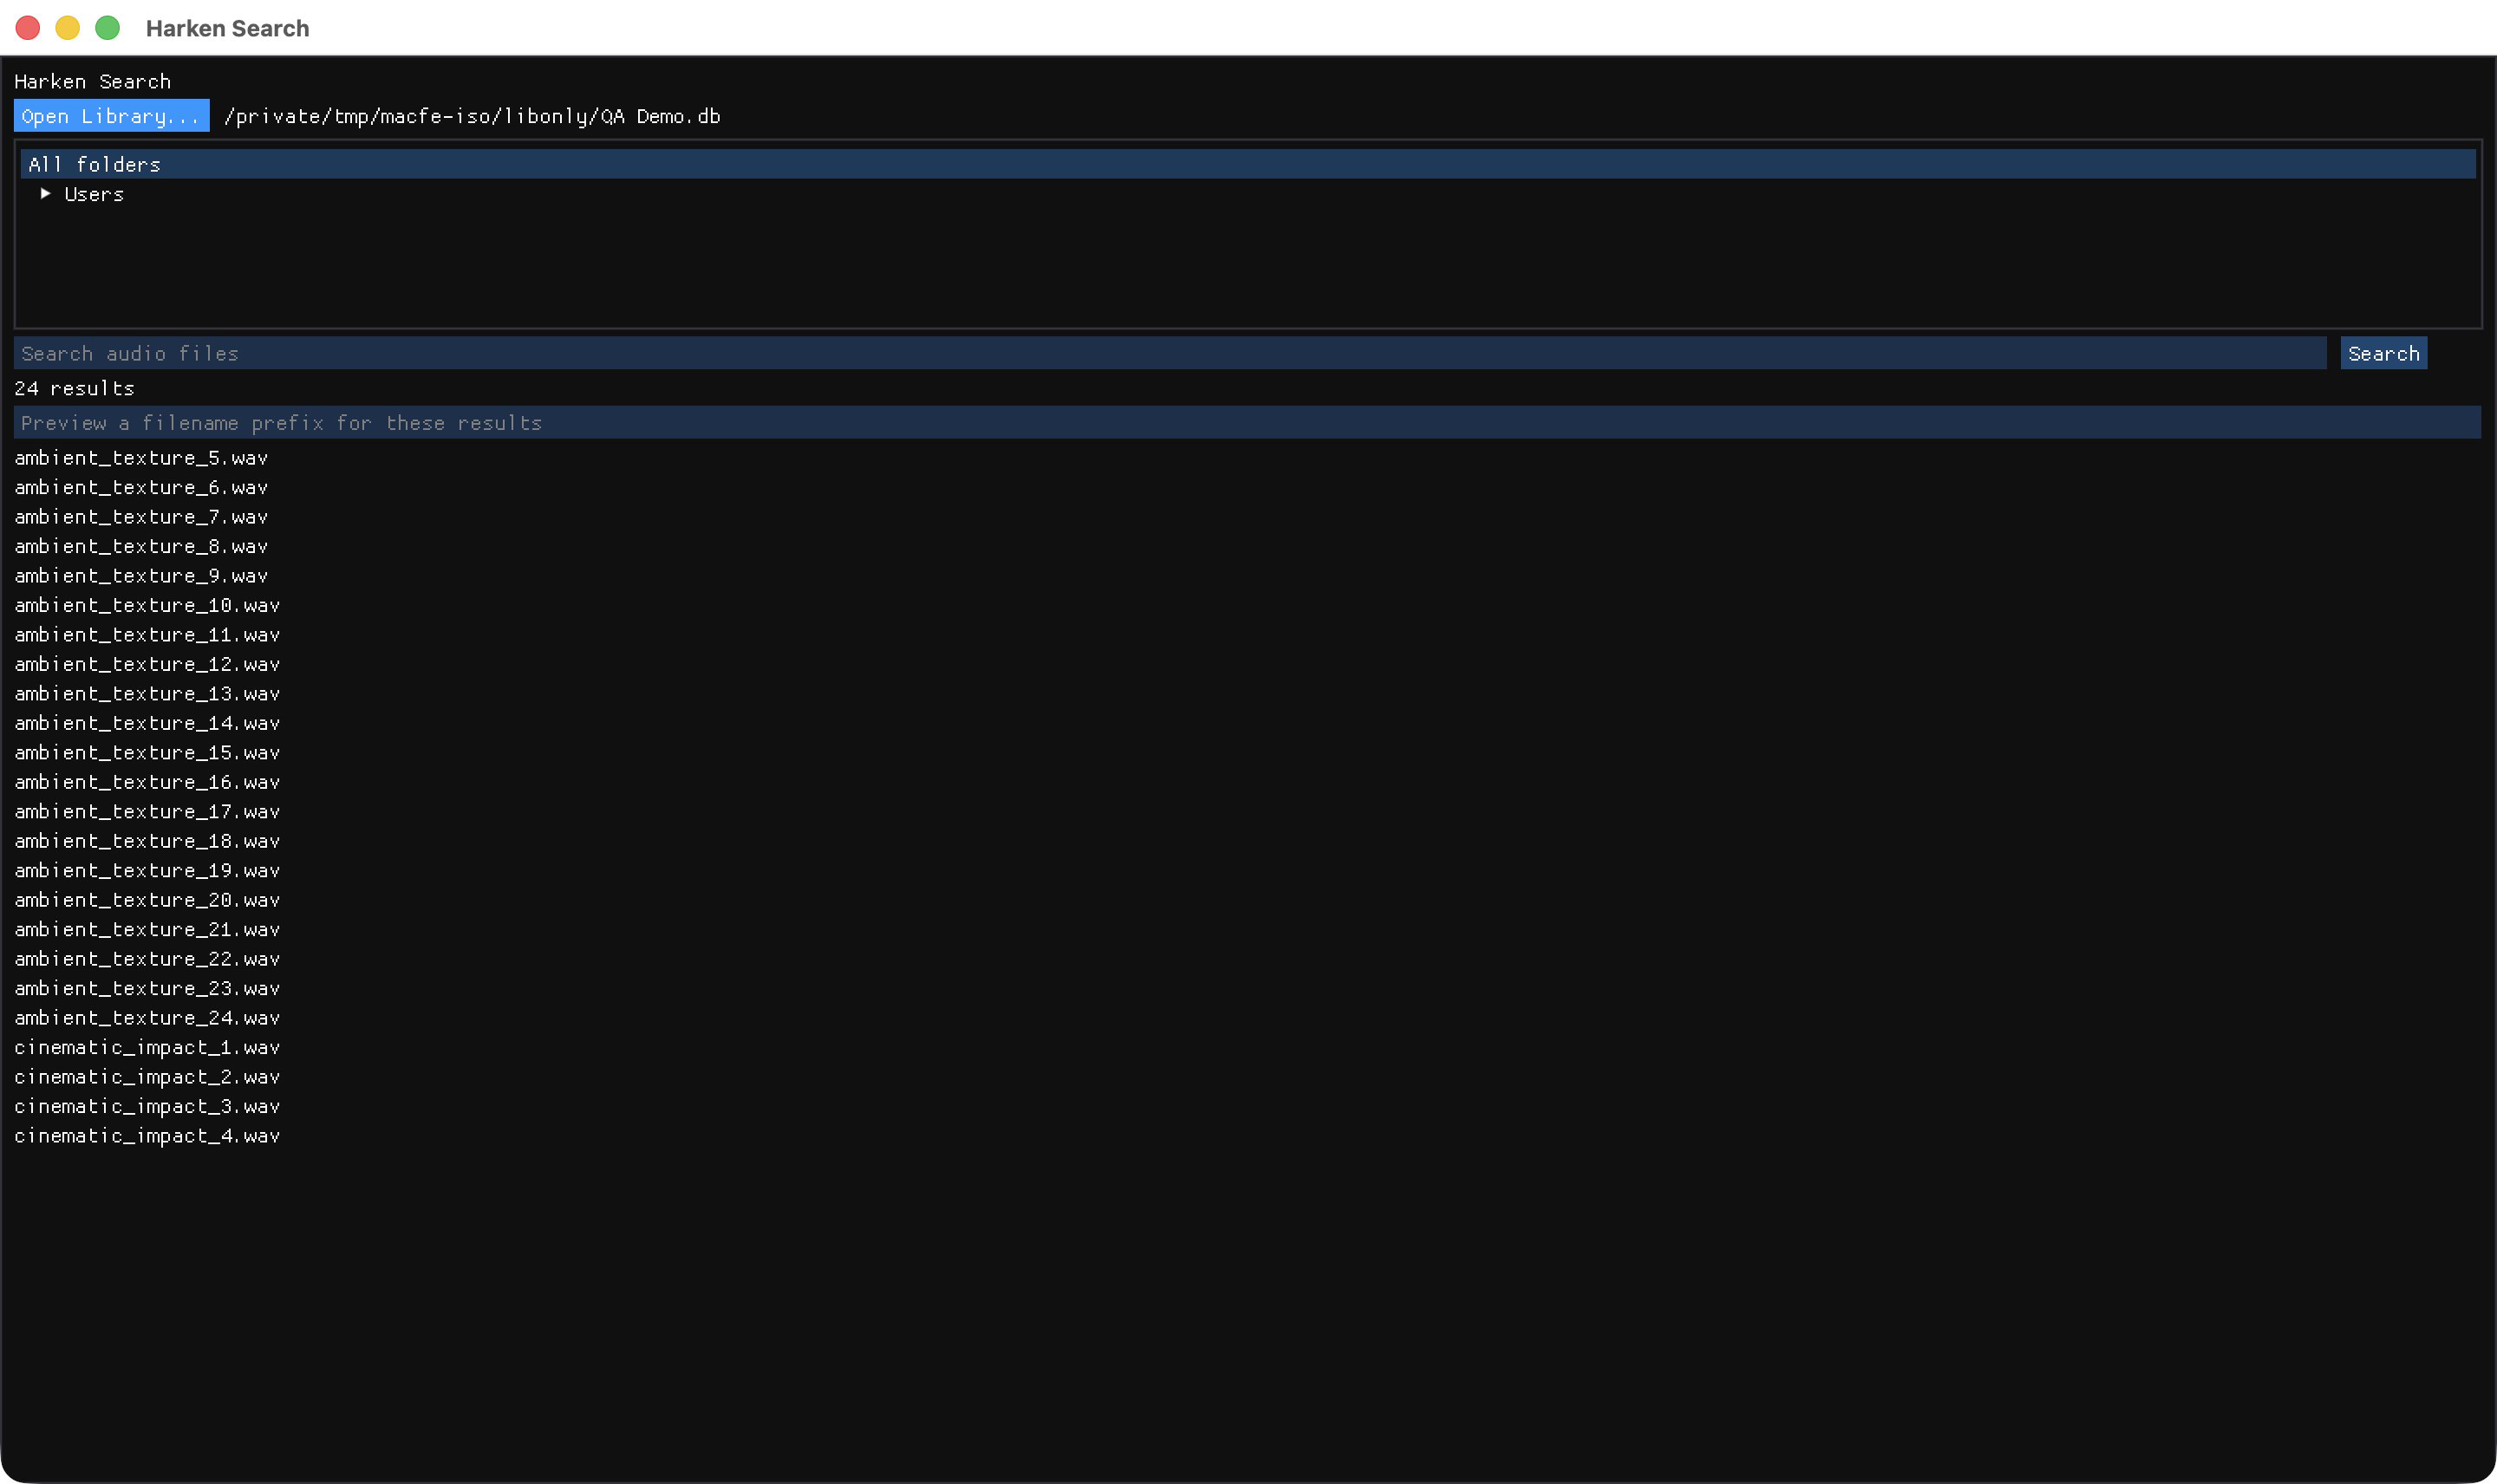 Harken Search
Harken Search
Open Library... /private/tmp/macfe-iso/libonly/QA Demo.db
All folders
Users
Search audio files Search
24 results
Preview a filename prefix for these results
ambient_texture_5.wav
ambient_texture_6.wav
ambient_texture_7.wav
ambient_texture_8.wav
ambient_texture_9.wav
ambient_texture_10.wav
ambient_texture_11.wav
ambient_texture_12.wav
ambient_texture_13.wav
ambient_texture_14.wav
ambient_texture_15.wav
ambient_texture_16.wav
ambient_texture_17.wav
ambient_texture_18.wav
ambient_texture_19.wav
ambient_texture_20.wav
ambient_texture_21.wav
ambient_texture_22.wav
ambient_texture_23.wav
ambient_texture_24.wav
cinematic_impact_1.wav
cinematic_impact_2.wav
cinematic_impact_3.wav
cinematic_impact_4.wav